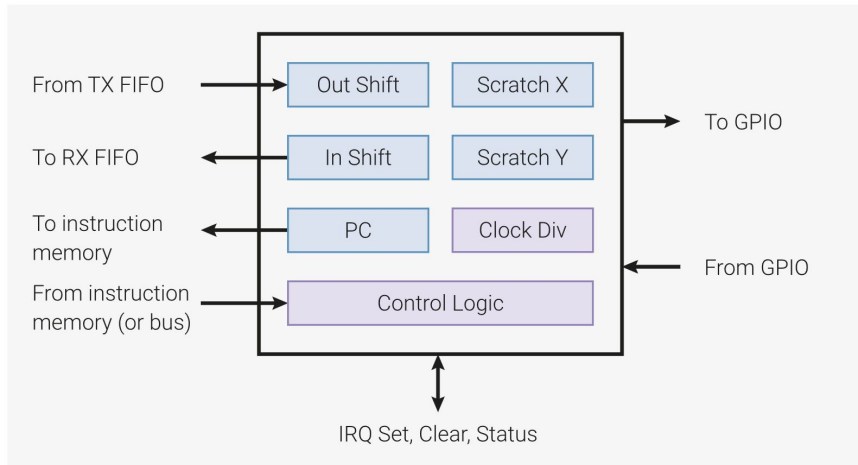 From TX FIFO
Out Shift
Scratch X
To GPIO
To RX FIFO
In Shift
Scratch Y
To instruction
memory
PC
Clock Div
From GPIO
From instruction
memory (or bus)
Control Logic
IRQ Set, Clear, Status